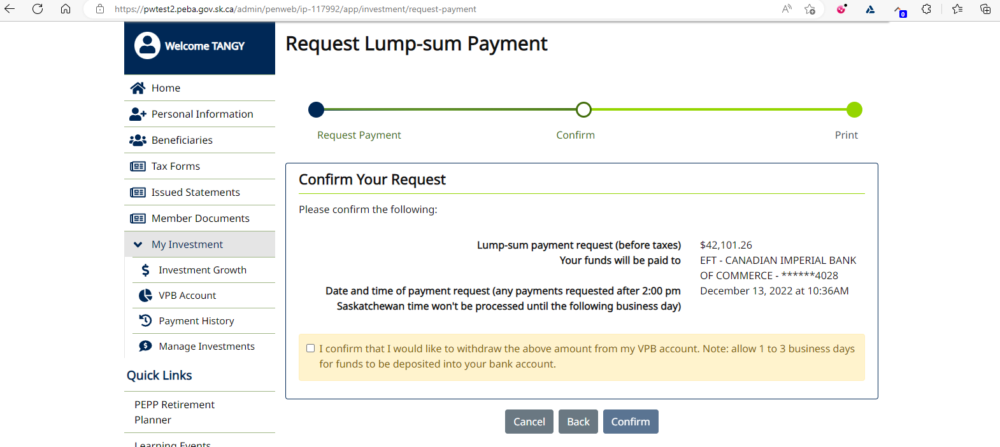 https://pwtest2.peba.gov.sk.ca/admin/penweb/ip-117992/app/investment/request-payment
0
Welcome TANGY
Home
Personal Information
Beneficiaries
Tax Forms
Issued Statements
Member Documents
My Investment
Investment Growth
VPB Account
Payment History
Manage Investments
Quick Links
PEPP Retirement
Planner
Learning Events
Request Lump-sum Payment
Request Payment
Confirm
Print
Confirm Your Request
Please confirm the following:
Lump-sum payment request (before taxes) $42,101.26
Your funds will be paid to EFT - CANADIAN IMPERIAL BANK
OF COMMERCE - ******4028
Date and time of payment request (any payments requested after 2:00 pm December 13, 2022 at 10:36AM
Saskatchewan time won't be processed until the following business day)
I confirm that I would like to withdraw the above amount from my VPB account. Note: allow 1 to 3 business days
for funds to be deposited into your bank account.
Cancel
Back
Confirm